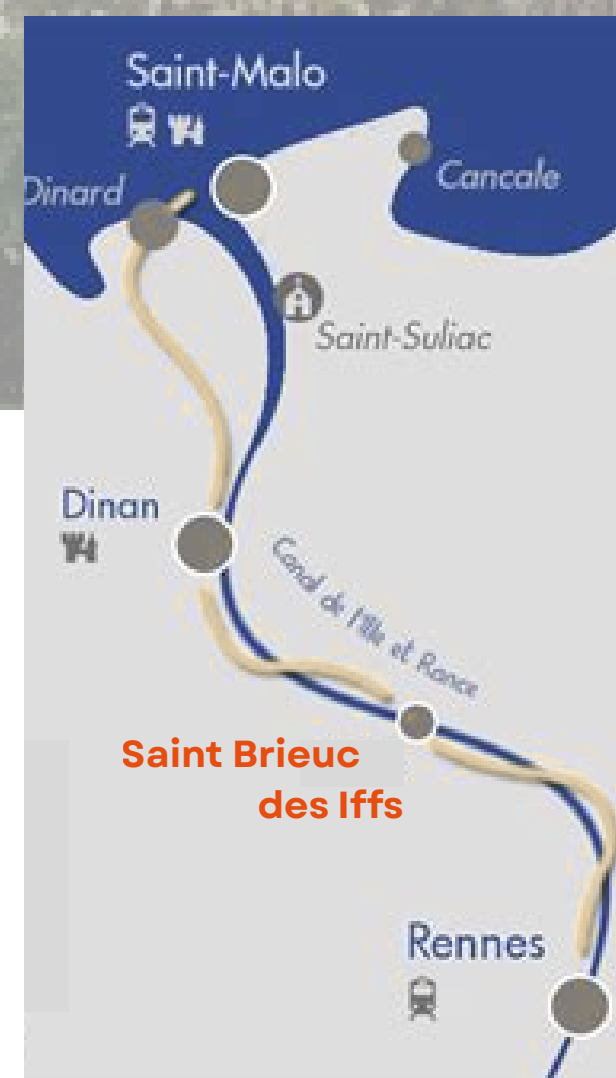 Saint-Malo
Dinard
Cancale
Saint-Suliac
Dinan
Canal de l'Ille et Rance
Saint Brieuc
des Iffs
Rennes